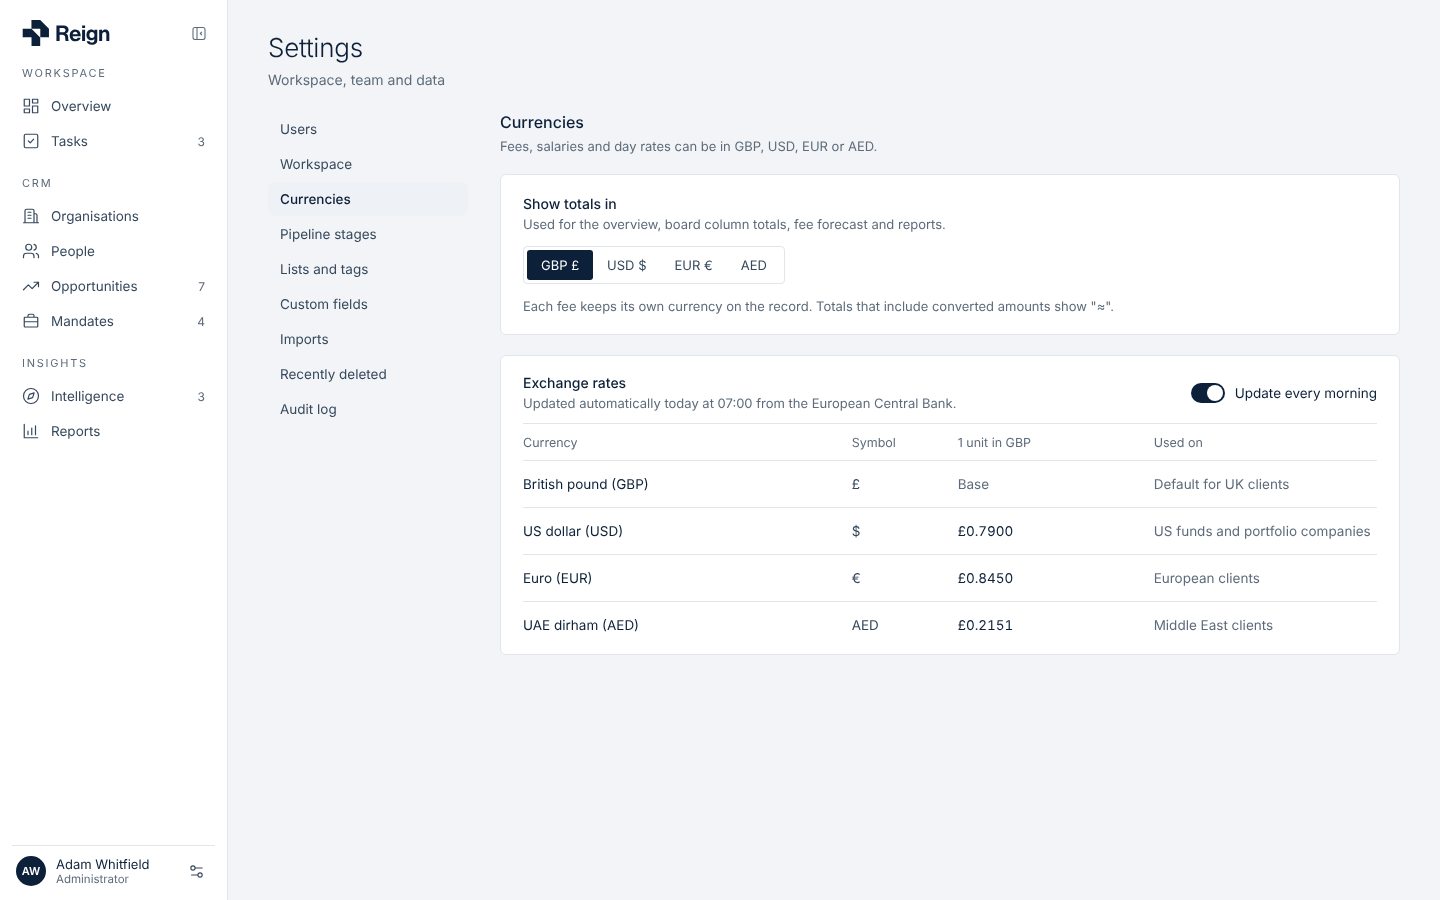 Reign
WORKSPACE
Overview
Tasks 3
CRM
Organisations
People
Opportunities 7
Mandates 4
INSIGHTS
Intelligence 3
Reports
AW
Adam Whitfield
Administrator
Settings
Workspace, team and data
Users
Workspace
Currencies
Pipeline stages
Lists and tags
Custom fields
Imports
Recently deleted
Audit log
Currencies
Fees, salaries and day rates can be in GBP, USD, EUR or AED.
Show totals in
Used for the overview, board column totals, fee forecast and reports.
GBP £ USD $ EUR € AED
Each fee keeps its own currency on the record. Totals that include converted amounts show "≈".
Exchange rates
Updated automatically today at 07:00 from the European Central Bank.
Update every morning
Currency Symbol 1 unit in GBP Used on
British pound (GBP) £ Base Default for UK clients
US dollar (USD) $ £0.7900 US funds and portfolio companies
Euro (EUR) € £0.8450 European clients
UAE dirham (AED) AED £0.2151 Middle East clients